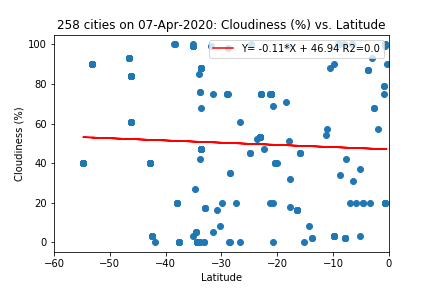 258 cities on 07-Apr-2020: Cloudiness (%) vs. Latitude
Y= -0.11*X + 46.94 R2=0.0
100
80
60
40
20
0
Cloudiness (%)
−60 −50 −40 −30 −20 −10 0
Latitude